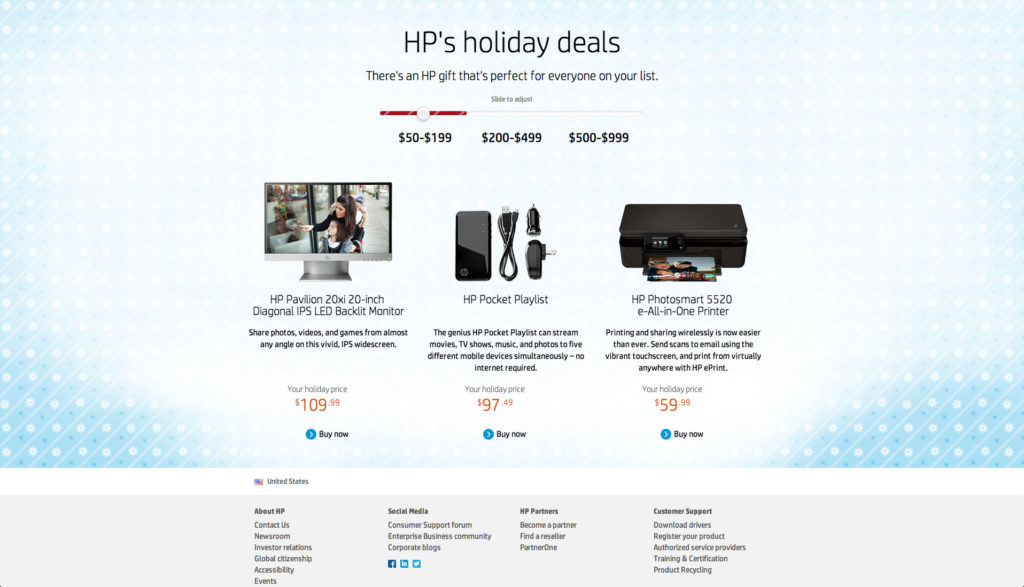 HP's holiday deals
There's an HP gift that's perfect for everyone on your list.
Slide to adjust
$50-$199
$200-$499
$500-$999
HP Pavilion 20xi 20-inch
Diagonal IPS LED Backlit Monitor
Share photos, videos, and games from almost
any angle on this vivid, IPS widescreen.
Your holiday price
$109.99
Buy now
HP Pocket Playlist
The genius HP Pocket Playlist can stream
movies, TV shows, music, and photos to five
different mobile devices simultaneously – no
internet required.
Your holiday price
$97.49
Buy now
HP Photosmart 5520
e-All-in-One Printer
Printing and sharing wirelessly is now easier
than ever. Send scans to email using the
vibrant touchscreen, and print from virtually
anywhere with HP ePrint.
Your holiday price
$59.99
Buy now
United States
About HP
Contact Us
Newsroom
Investor relations
Global citizenship
Accessibility
Events
Social Media
Consumer Support forum
Enterprise Business community
Corporate blogs
HP Partners
Become a partner
Find a reseller
PartnerOne
Customer Support
Download drivers
Register your product
Authorized service providers
Training & Certification
Product Recycling